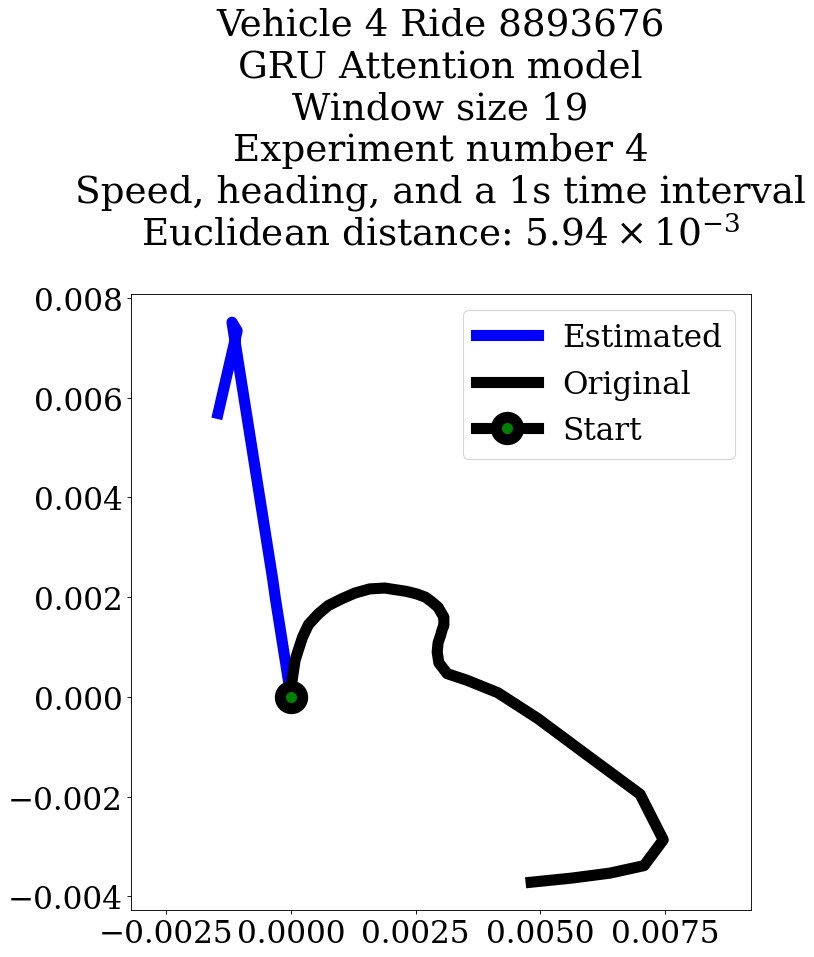 Vehicle 4 Ride 8893676
GRU Attention model
Window size 19
Experiment number 4
Speed, heading, and a 1s time interval
Euclidean distance: 5.94 × 10⁻³
0.008
0.006
0.004
0.002
0.000
−0.002
−0.004
Estimated
Original
Start
−0.0025 0.0000 0.0025 0.0050 0.0075